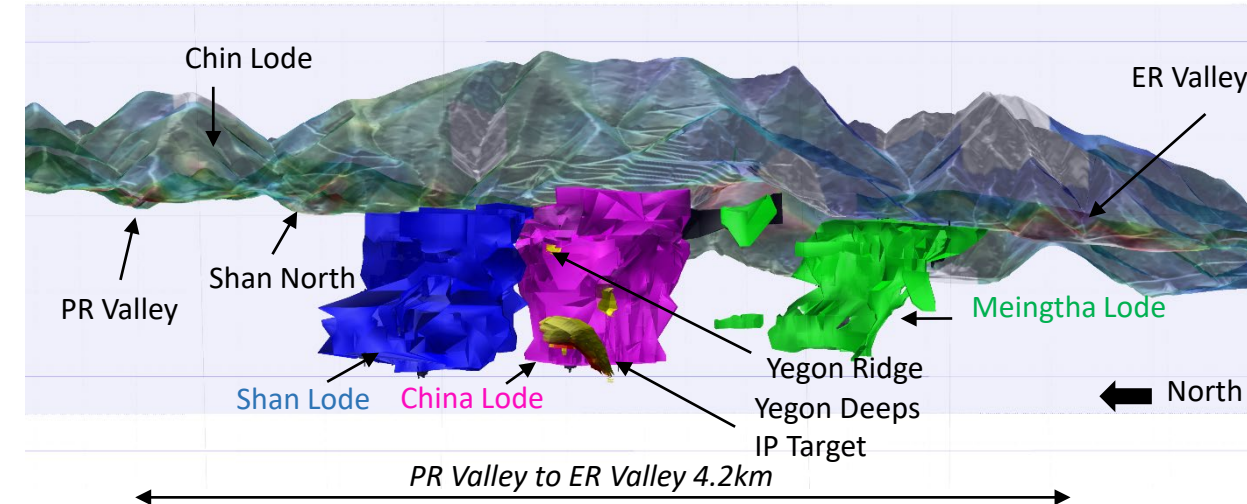 Chin Lode
ER Valley
Shan North
PR Valley
Meingtha Lode
Yegon Ridge
Shan Lode
China Lode
North
Yegon Deeps
IP Target
PR Valley to ER Valley 4.2km